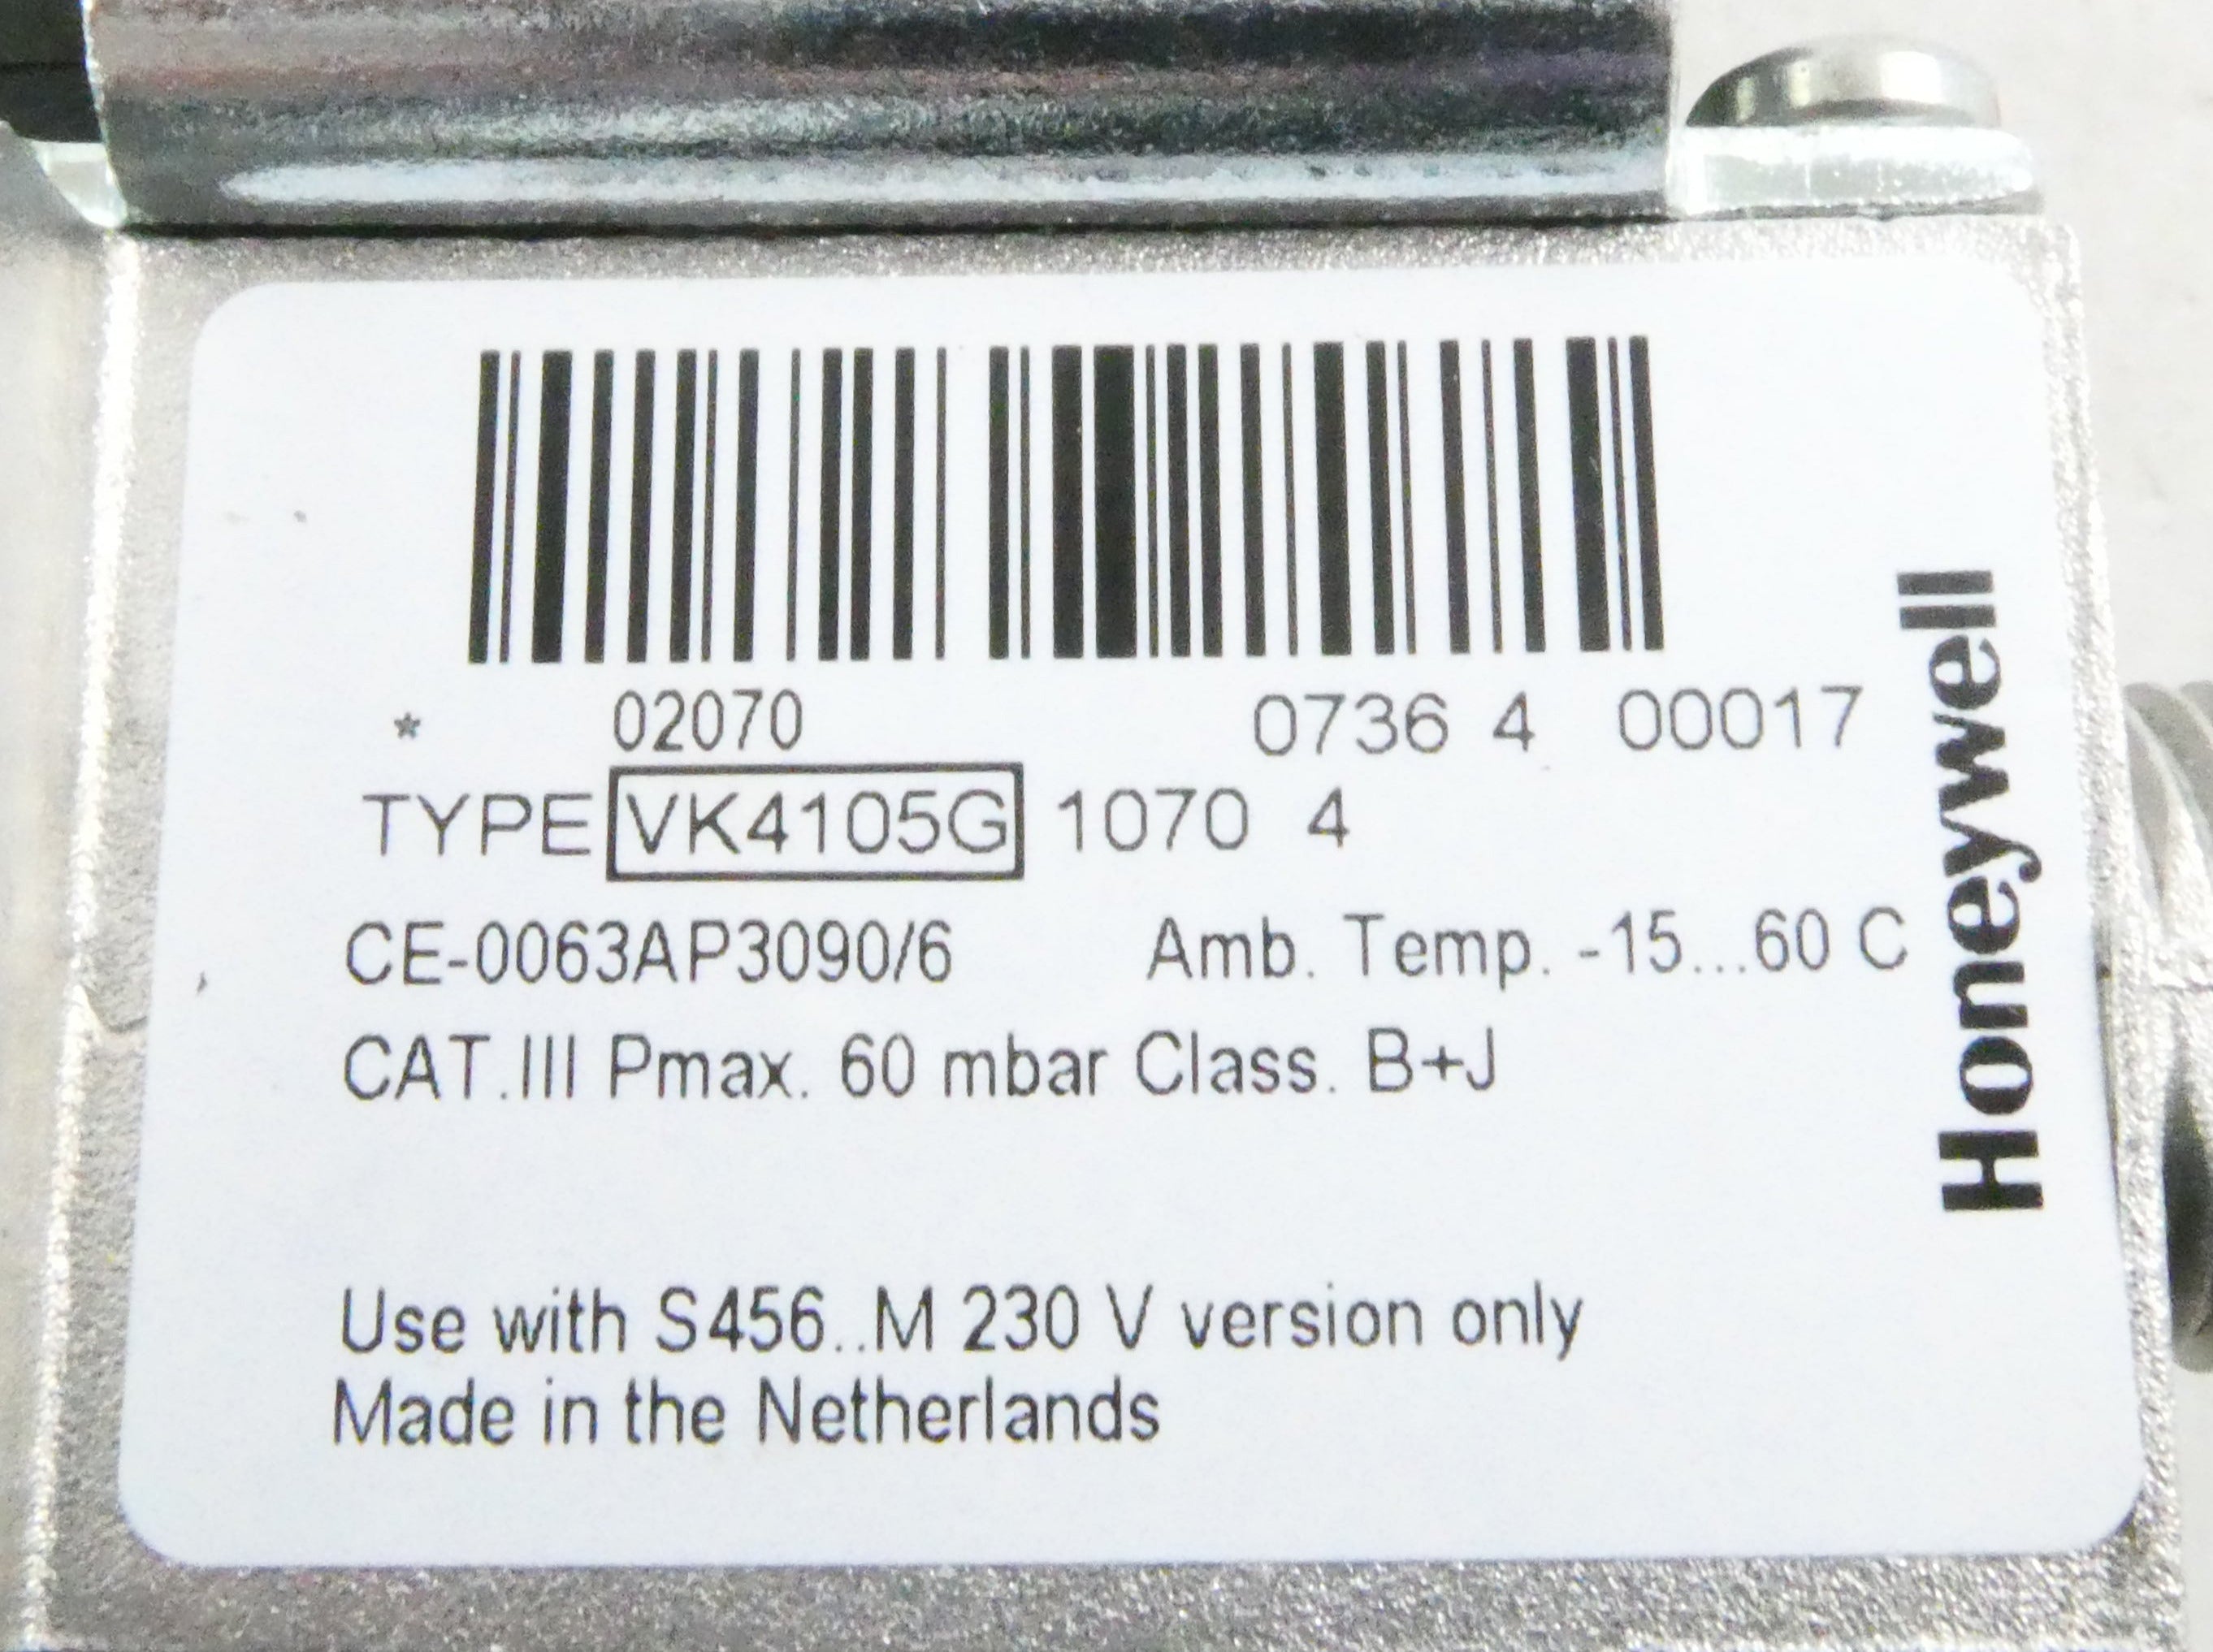 * 02070 0736 4 00017
TYPE VK4105G 1070 4
CE-0063AP3090/6 Amb. Temp. -15...60 C
CAT.III Pmax. 60 mbar Class. B+J
Use with S456..M 230 V version only
Made in the Netherlands
Honeywell